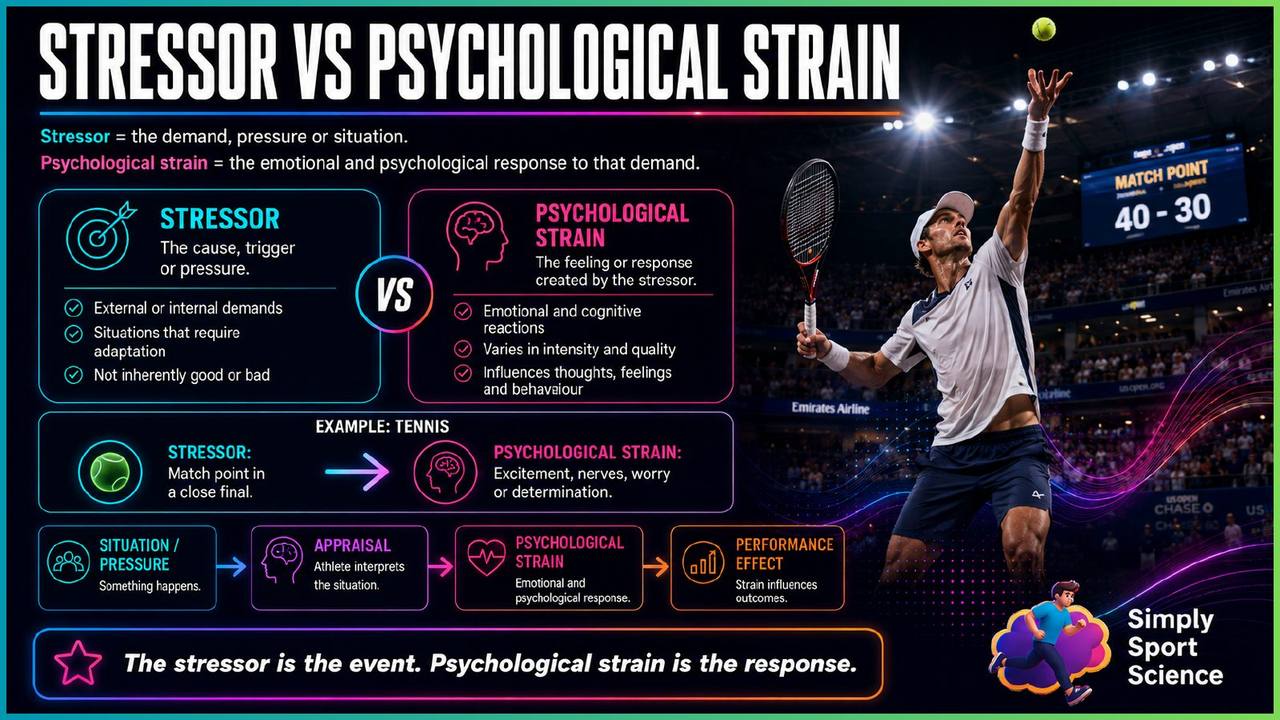 STRESSOR VS PSYCHOLOGICAL STRAIN
Stressor = the demand, pressure or situation.
Psychological strain = the emotional and psychological response to that demand.
STRESSOR
The cause, trigger
or pressure.
External or internal demands
Situations that require
adaptation
Not inherently good or bad
VS
PSYCHOLOGICAL
STRAIN
The feeling or response
created by the stressor.
Emotional and cognitive
reactions
Varies in intensity and quality
Influences thoughts, feelings
and behaviour
EXAMPLE: TENNIS
STRESSOR:
Match point in
a close final.
PSYCHOLOGICAL STRAIN:
Excitement, nerves, worry
or determination.
SITUATION /
PRESSURE
Something happens.
APPRAISAL
Athlete interprets
the situation.
PSYCHOLOGICAL
STRAIN
Emotional and
psychological response.
PERFORMANCE
EFFECT
Strain influences
outcomes.
The stressor is the event. Psychological strain is the response.
MATCH POINT
40 - 30
Emirates Airline
US OPEN
CHASE
US
Simply
Sport
Science